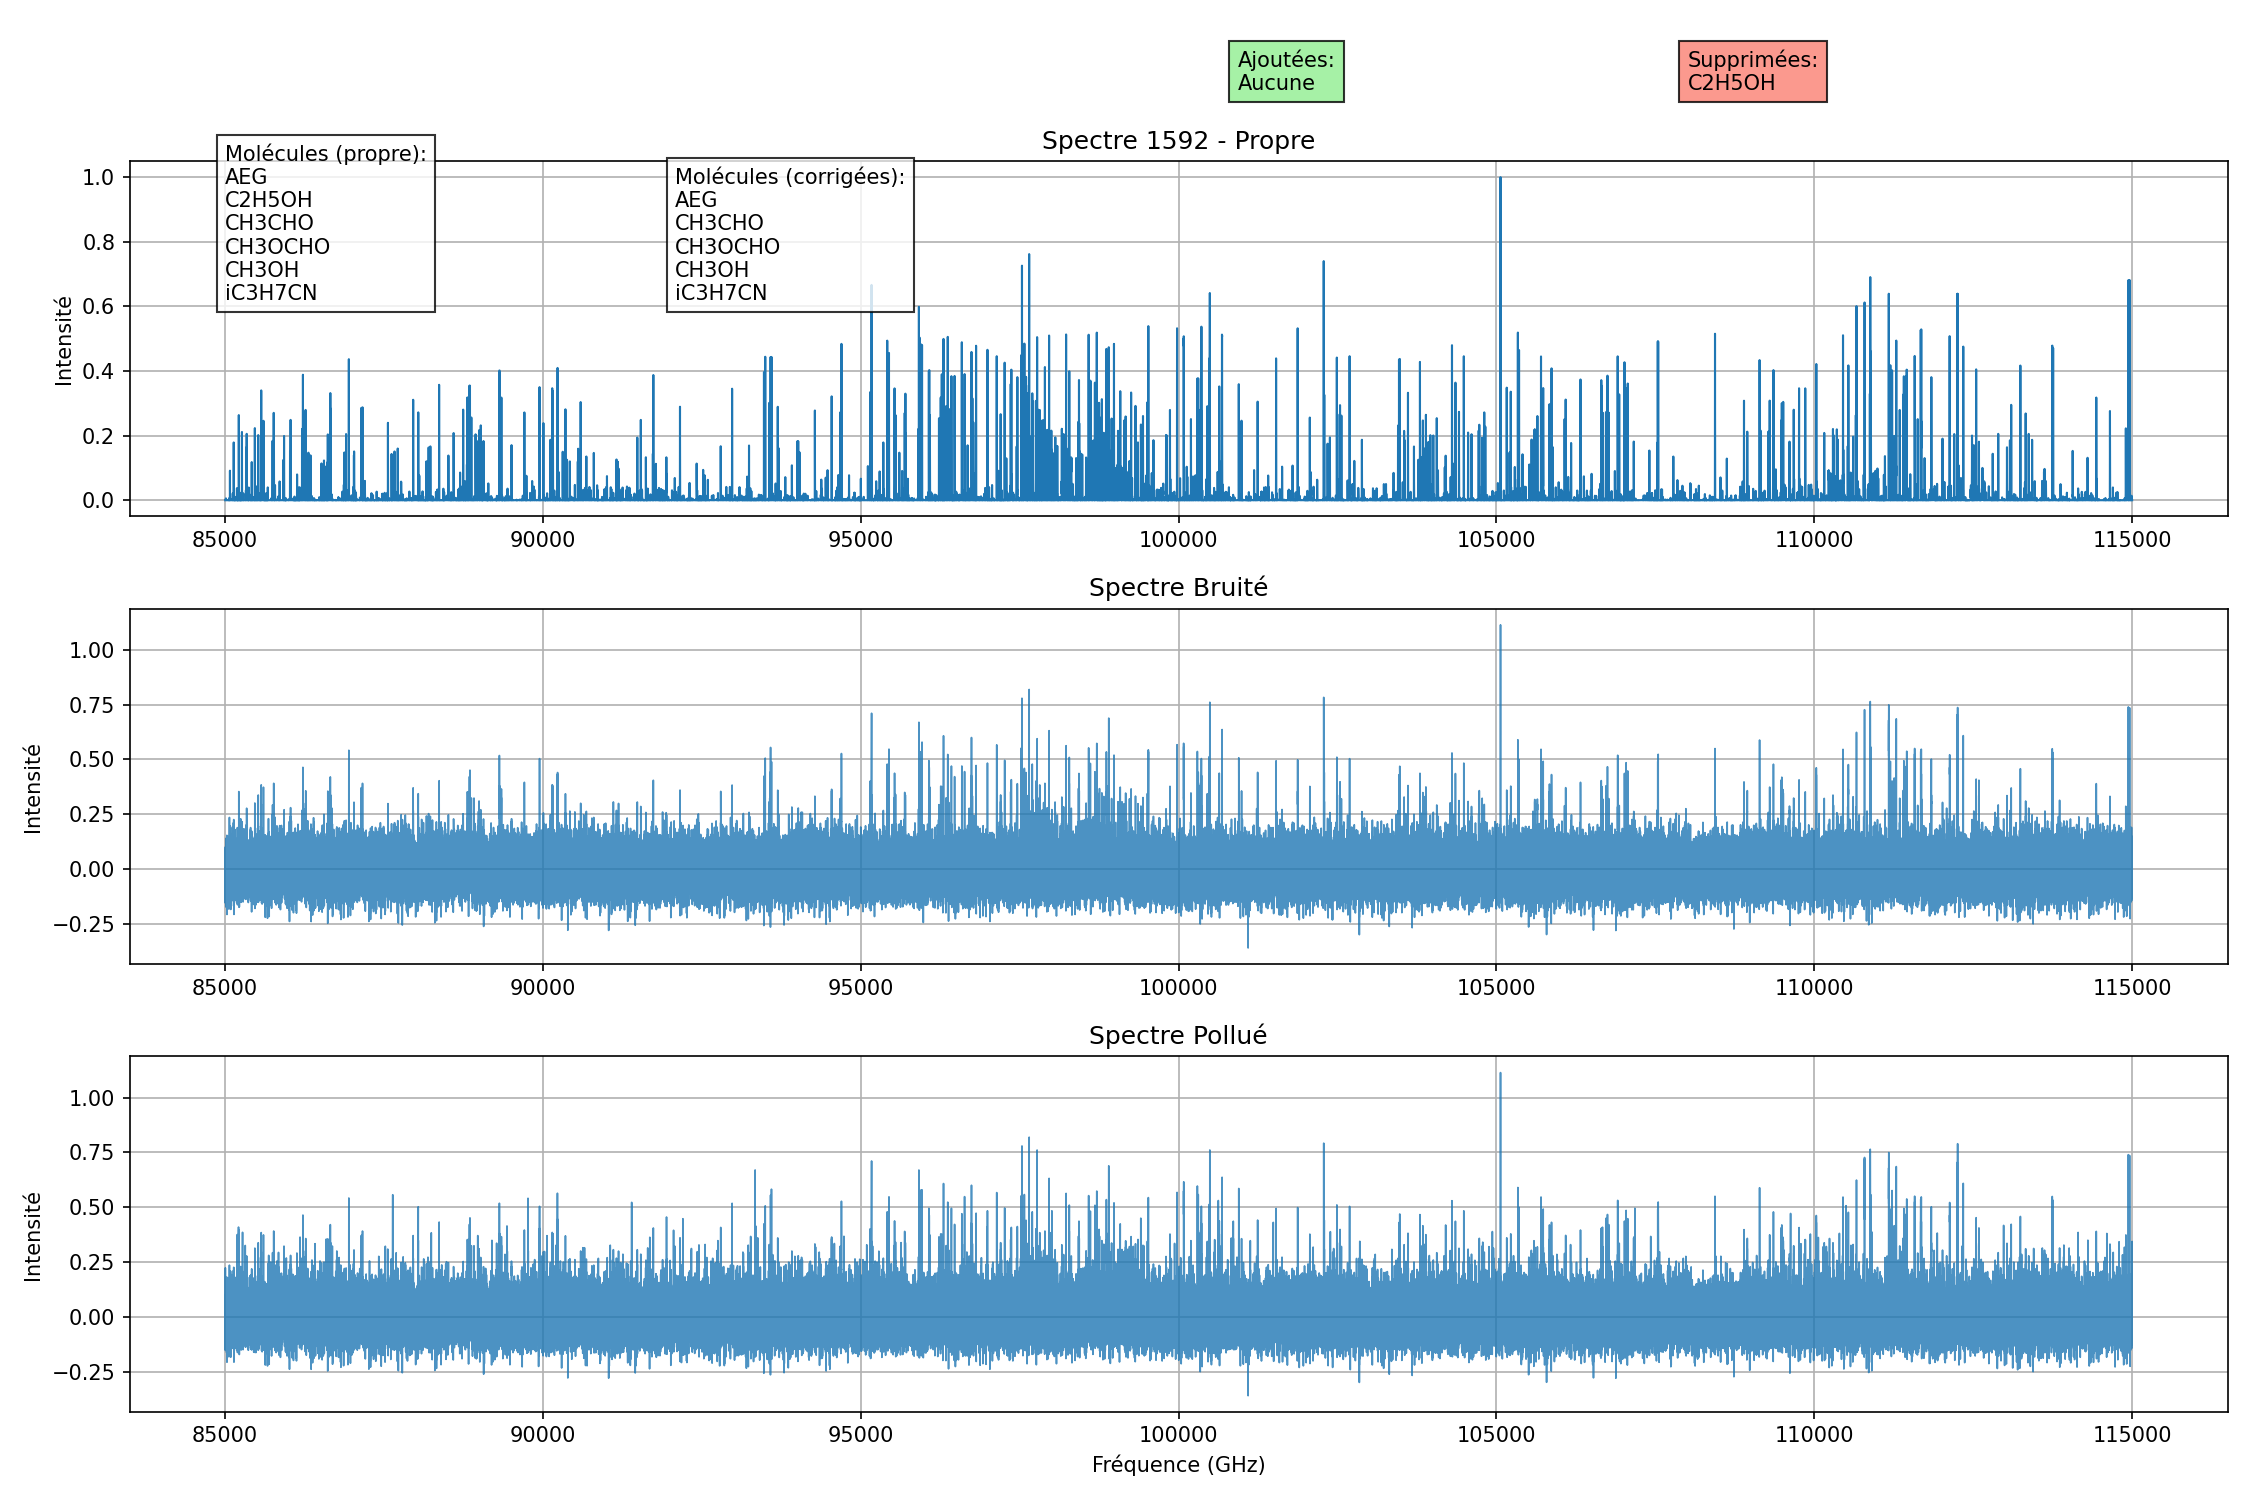 Ajoutées:
Aucune
Supprimées:
C2H5OH
Spectre 1592 - Propre
Molécules (propre):
AEG
C2H5OH
CH3CHO
CH3OCHO
CH3OH
iC3H7CN
Molécules (corrigées):
AEG
CH3CHO
CH3OCHO
CH3OH
iC3H7CN
Intensité
1.0
0.8
0.6
0.4
0.2
0.0
85000
90000
95000
100000
105000
110000
115000
Spectre Bruité
Intensité
1.00
0.75
0.50
0.25
0.00
−0.25
85000
90000
95000
100000
105000
110000
115000
Spectre Pollué
Intensité
1.00
0.75
0.50
0.25
0.00
−0.25
85000
90000
95000
100000
105000
110000
115000
Fréquence (GHz)